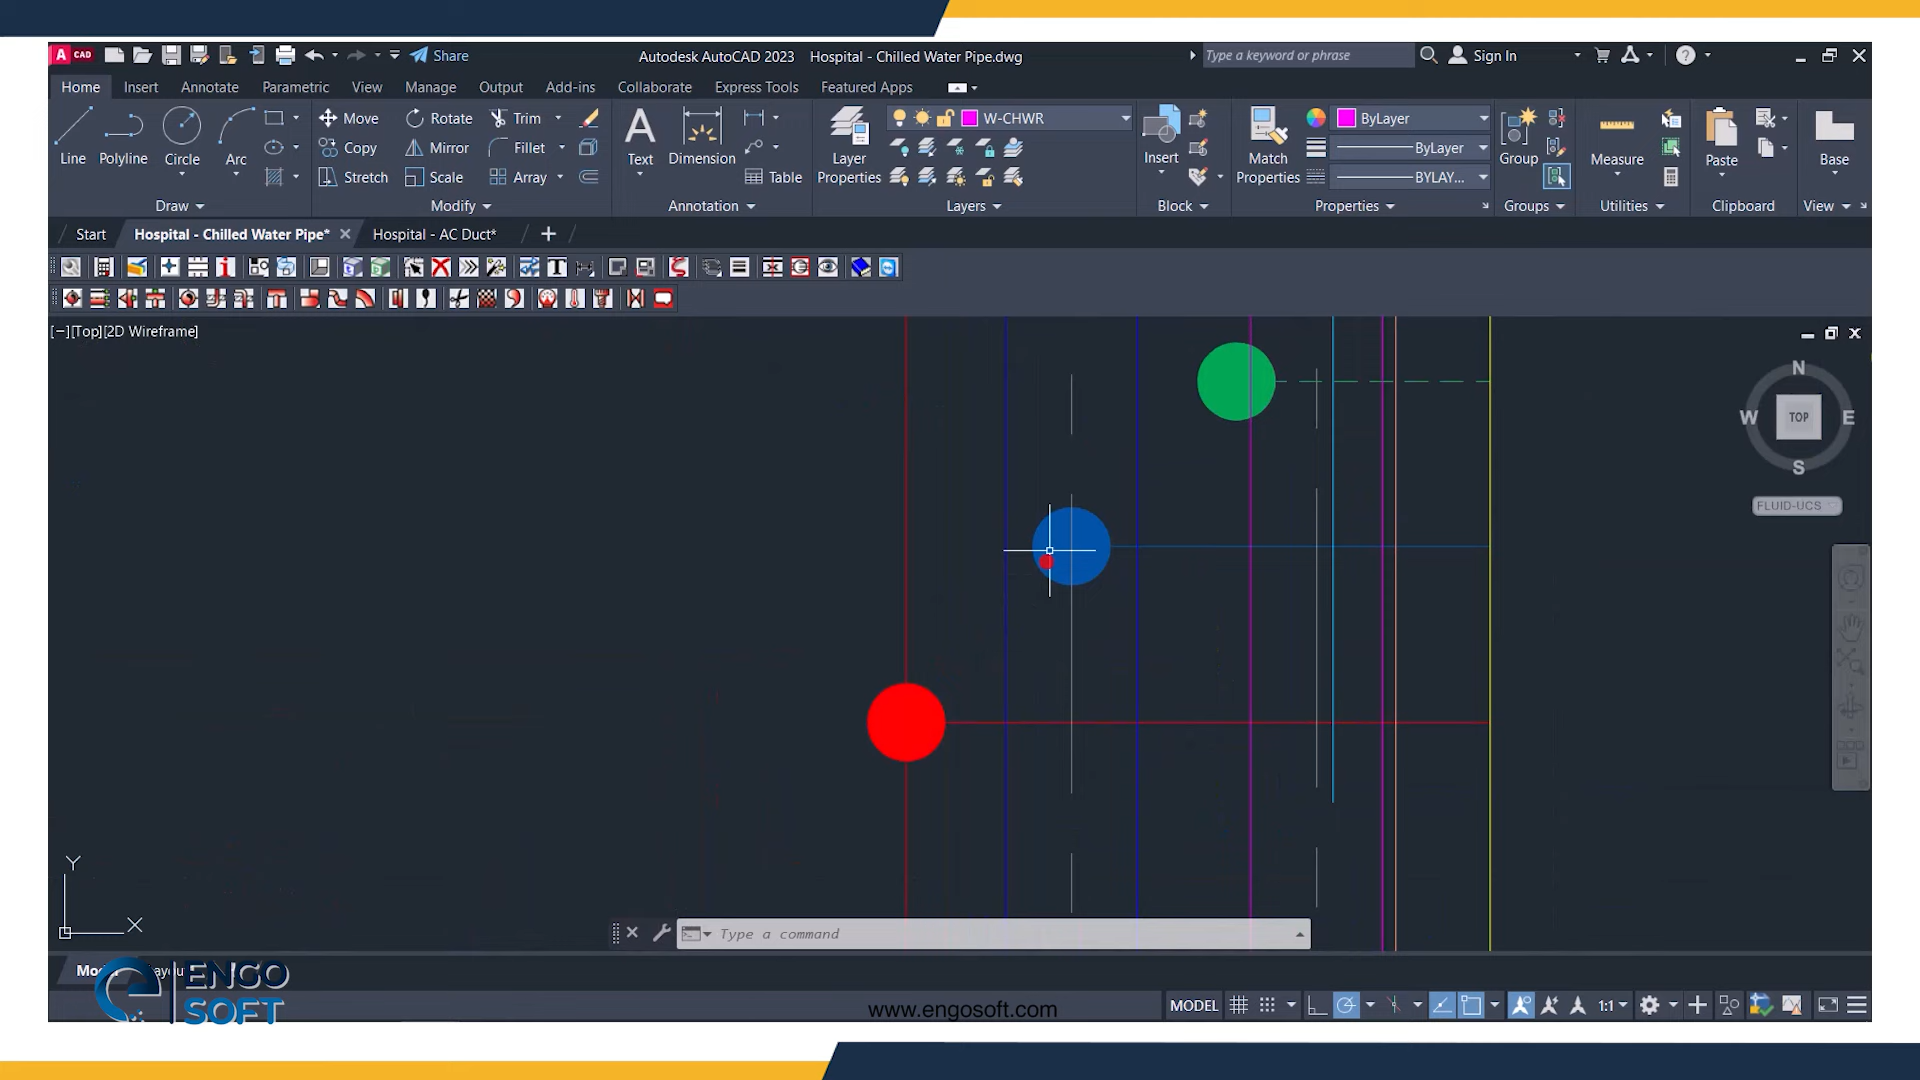 A CAD
Share
Autodesk AutoCAD 2023 Hospital - Chilled Water Pipe.dwg
Type a keyword or phrase
Sign In
Home Insert Annotate Parametric View Manage Output Add-ins Collaborate Express Tools Featured Apps
Line Polyline Circle Arc
Move Rotate Trim
Copy Mirror Fillet
Stretch Scale Array
Text Dimension Table
Layer Properties
W-CHWR
Insert
Match Properties
ByLayer
ByLayer
BYLAY...
Group
Measure
Paste
Base
Draw Modify Annotation Layers Block Properties Groups Utilities Clipboard View
Start Hospital - Chilled Water Pipe* Hospital - AC Duct*
[−][Top][2D Wireframe]
N
W TOP E
S
FLUID-UCS
Y
X
Type a command
ENGO
SOFT
www.engosoft.com
MODEL 1:1